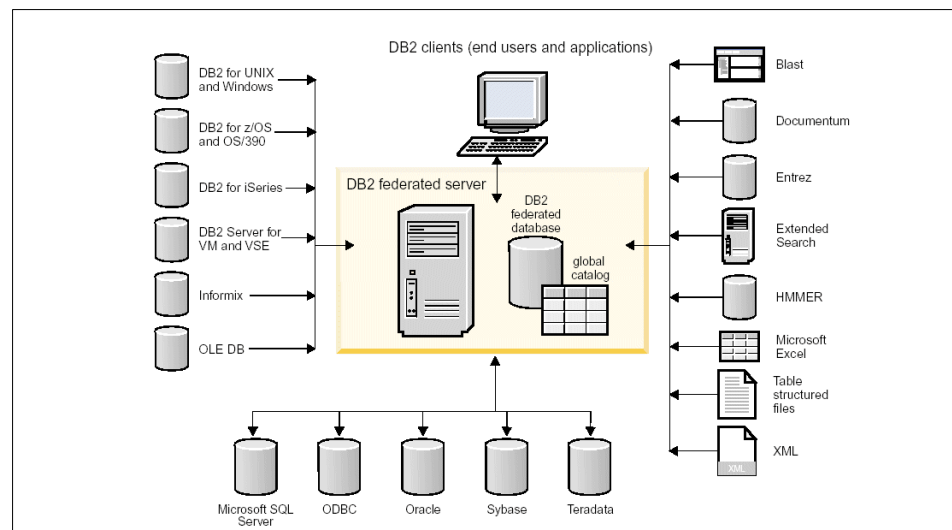 DB2 clients (end users and applications)
DB2 for UNIX
and Windows
DB2 for z/OS
and OS/390
DB2 for iSeries
DB2 Server for
VM and VSE
Informix
OLE DB
DB2 federated server
DB2
federated
database
global
catalog
Blast
Documentum
Entrez
Extended
Search
HMMER
Microsoft
Excel
Table
structured
files
XML
XML
Microsoft SQL
Server
ODBC
Oracle
Sybase
Teradata